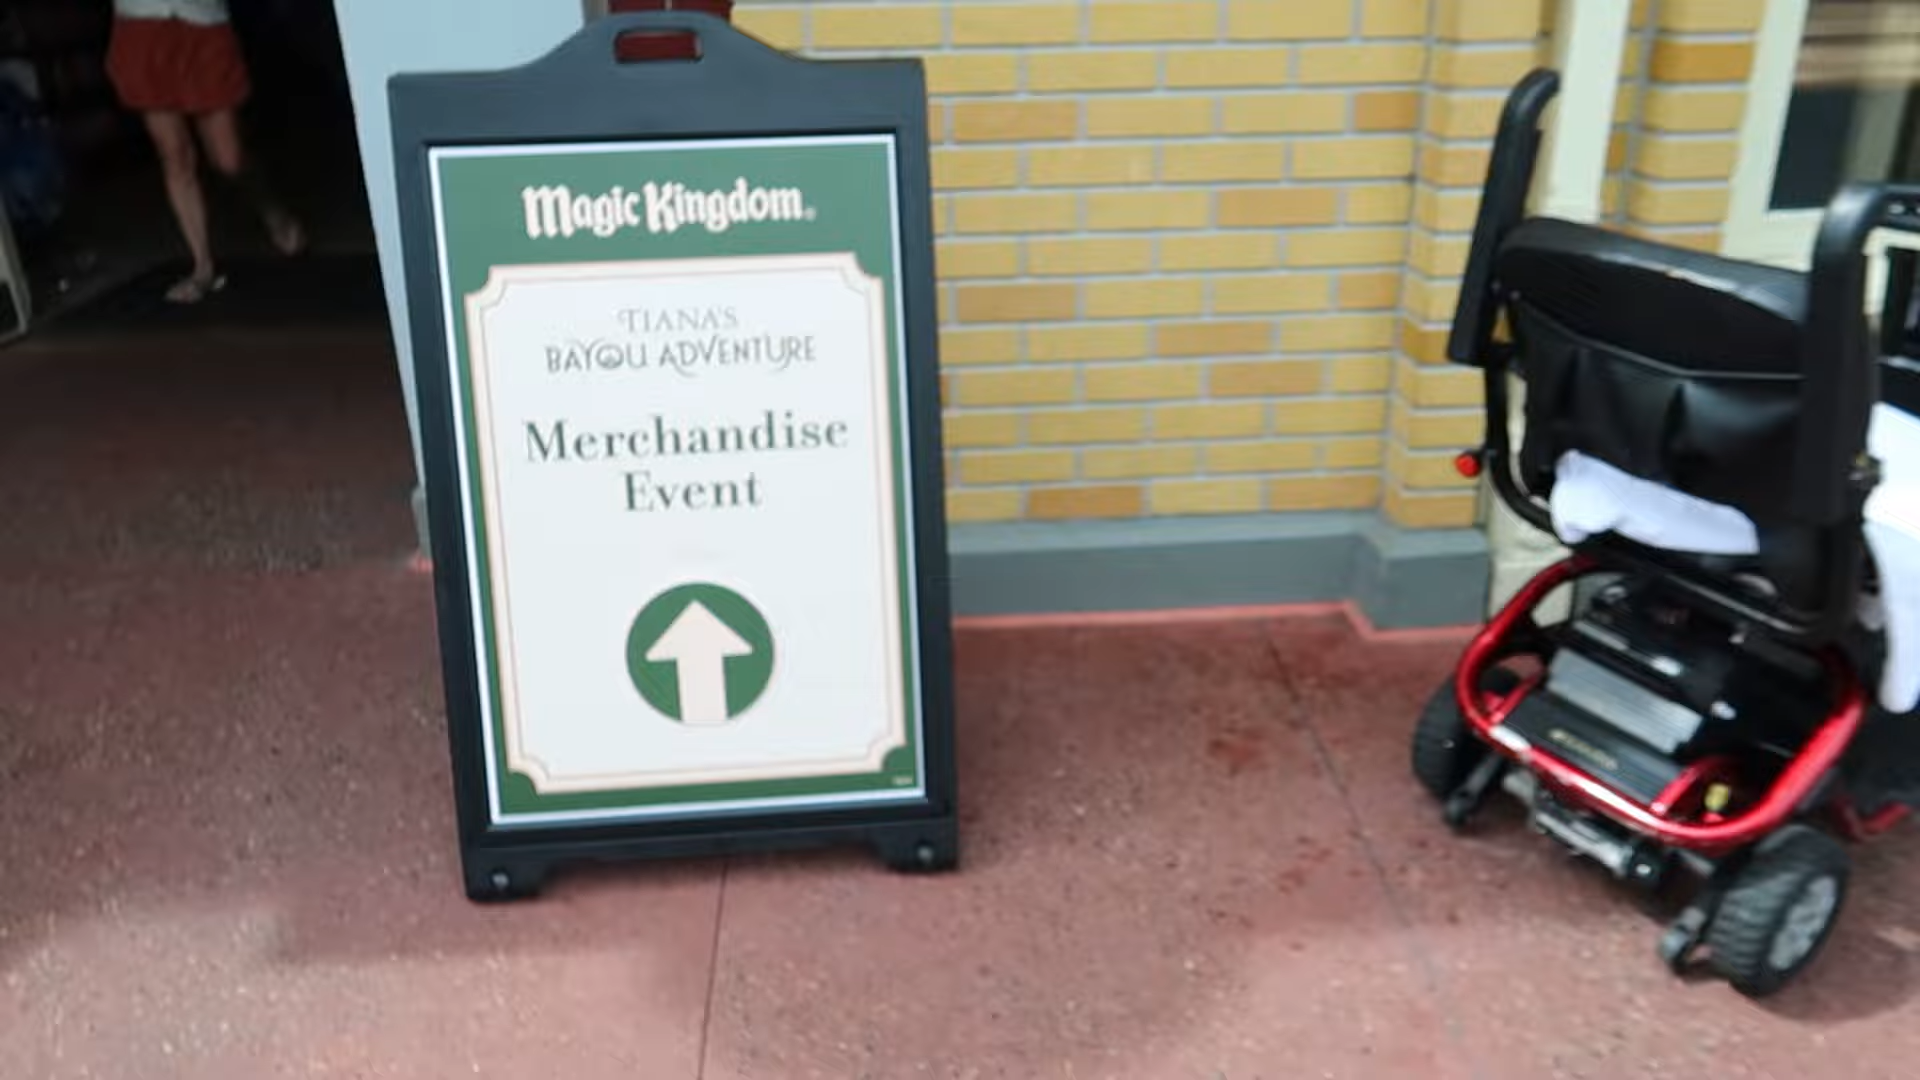 Magic Kingdom®
TIANA'S
BAYOU ADVENTURE
Merchandise
Event